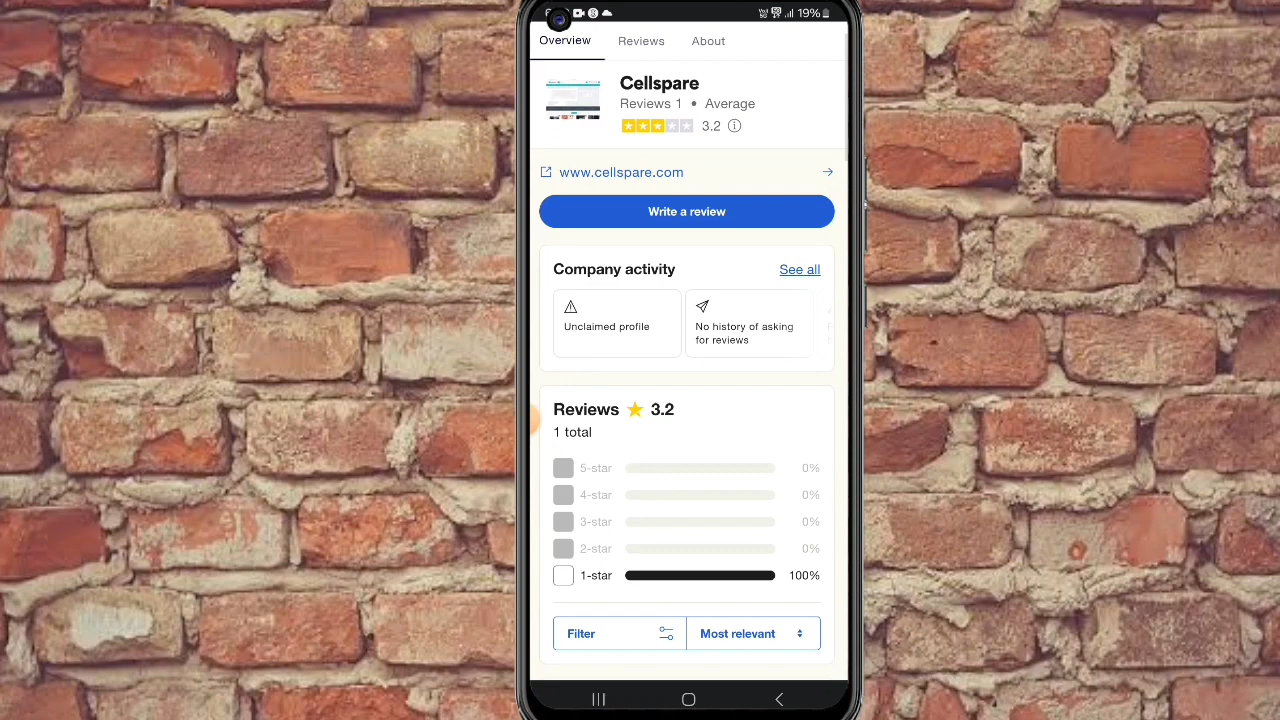 19%
Overview Reviews About
Cellspare
Reviews 1 • Average
3.2
www.cellspare.com
Write a review
Company activity See all
Unclaimed profile
No history of asking
for reviews
Reviews 3.2
1 total
5-star 0%
4-star 0%
3-star 0%
2-star 0%
1-star 100%
Filter Most relevant